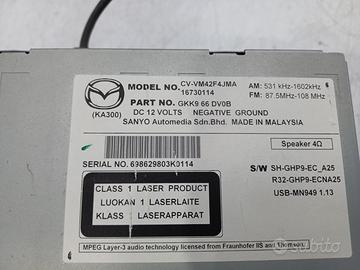 MODEL NO. CV-VM42F4JMA
16730114
AM: 531 kHz-1602kHz
FM: 87.5MHz-108 MHz
PART NO. GKK9 66 DV0B
(KA300)
DC 12 VOLTS NEGATIVE GROUND
SANYO Automedia Sdn.Bhd. MADE IN MALAYSIA
Speaker 4Ω
SERIAL NO. 698629803K0114
S/W SH-GHP9-EC_A25
R32-GHP9-ECNA25
USB-MN949 1.13
CLASS 1 LASER PRODUCT
LUOKAN 1 LASERLAITE
KLASS 1 LASERAPPARAT
MPEG Layer-3 audio technology licensed from Fraunhofer IIS and Thomson.
subito